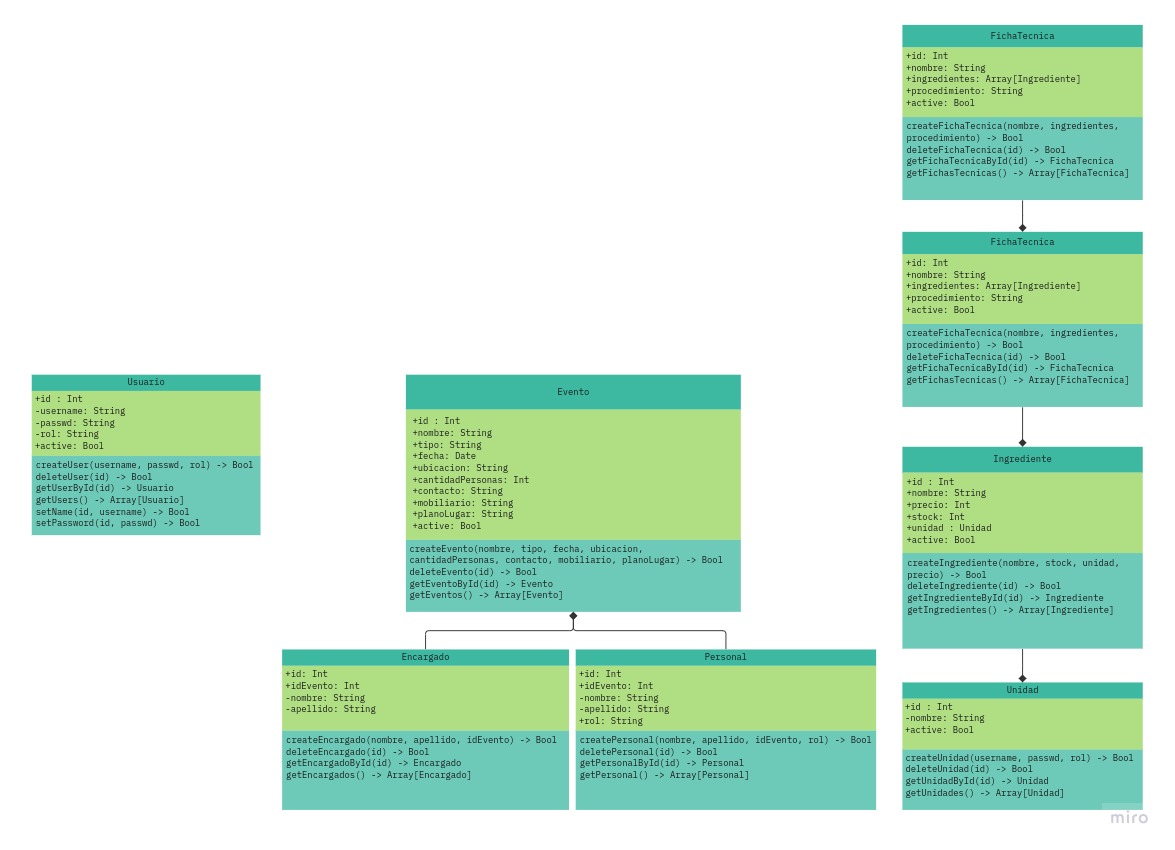 FichaTecnica
+id: Int
+nombre: String
+ingredientes: Array[Ingrediente]
+procedimiento: String
+active: Bool
createFichaTecnica(nombre, ingredientes,
procedimiento) -> Bool
deleteFichaTecnica(id) -> Bool
getFichaTecnicaById(id) -> FichaTecnica
getFichasTecnicas() -> Array[FichaTecnica]
FichaTecnica
+id: Int
+nombre: String
+ingredientes: Array[Ingrediente]
+procedimiento: String
+active: Bool
createFichaTecnica(nombre, ingredientes,
procedimiento) -> Bool
deleteFichaTecnica(id) -> Bool
getFichaTecnicaById(id) -> FichaTecnica
getFichasTecnicas() -> Array[FichaTecnica]
Usuario
+id : Int
-username: String
-passwd: String
-rol: String
+active: Bool
createUser(username, passwd, rol) -> Bool
deleteUser(id) -> Bool
getUserById(id) -> Usuario
getUsers() -> Array[Usuario]
setName(id, username) -> Bool
setPassword(id, passwd) -> Bool
Evento
+id : Int
+nombre: String
+tipo: String
+fecha: Date
+ubicacion: String
+cantidadPersonas: Int
+contacto: String
+mobiliario: String
+planoLugar: String
+active: Bool
createEvento(nombre, tipo, fecha, ubicacion,
cantidadPersonas, contacto, mobiliario, planoLugar) -> Bool
deleteEvento(id) -> Bool
getEventoById(id) -> Evento
getEventos() -> Array[Evento]
Ingrediente
+id : Int
+nombre: String
+precio: Int
+stock: Int
+unidad : Unidad
+active: Bool
createIngrediente(nombre, stock, unidad,
precio) -> Bool
deleteIngrediente(id) -> Bool
getIngredienteById(id) -> Ingrediente
getIngredientes() -> Array[Ingrediente]
Encargado
+id: Int
+idEvento: Int
-nombre: String
-apellido: String
createEncargado(nombre, apellido, idEvento) -> Bool
deleteEncargado(id) -> Bool
getEncargadoById(id) -> Encargado
getEncargados() -> Array[Encargado]
Personal
+id: Int
+idEvento: Int
-nombre: String
-apellido: String
+rol: String
createPersonal(nombre, apellido, idEvento, rol) -> Bool
deletePersonal(id) -> Bool
getPersonalById(id) -> Personal
getPersonal() -> Array[Personal]
Unidad
+id : Int
-nombre: String
+active: Bool
createUnidad(username, passwd, rol) -> Bool
deleteUnidad(id) -> Bool
getUnidadById(id) -> Unidad
getUnidades() -> Array[Unidad]
miro